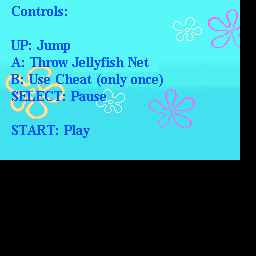 Controls:
UP: Jump
A: Throw Jellyfish Net
B: Use Cheat (only once)
SELECT: Pause
START: Play